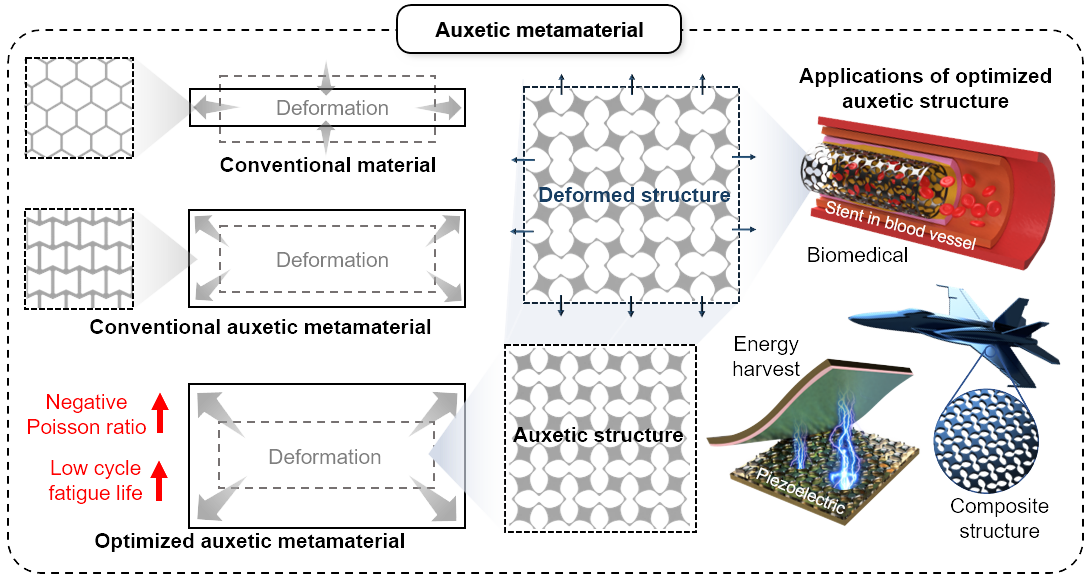 Auxetic metamaterial
Deformation
Conventional material
Deformation
Conventional auxetic metamaterial
Negative
Poisson ratio
Low cycle
fatigue life
Deformation
Optimized auxetic metamaterial
Deformed structure
Auxetic structure
Applications of optimized
auxetic structure
Stent in blood vessel
Biomedical
Energy
harvest
Piezoelectric
Composite
structure